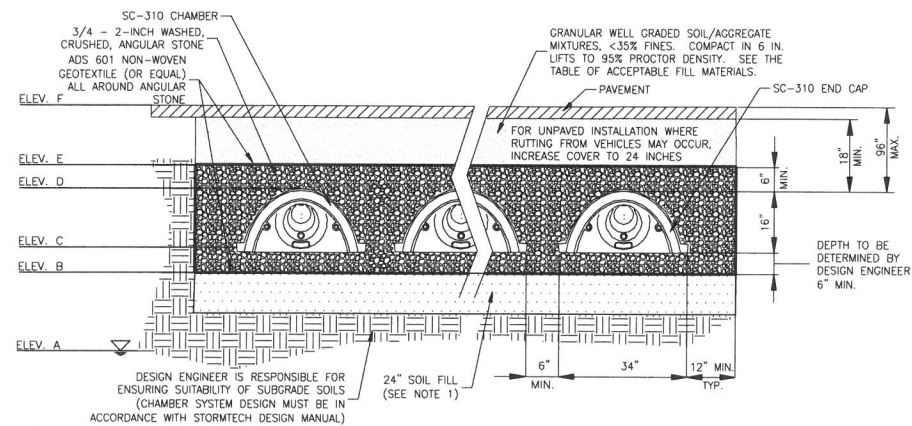 SC-310 CHAMBER
3/4 - 2-INCH WASHED,
CRUSHED, ANGULAR STONE
ADS 601 NON-WOVEN
GEOTEXTILE (OR EQUAL)
ALL AROUND ANGULAR
STONE
GRANULAR WELL GRADED SOIL/AGGREGATE
MIXTURES, <35% FINES. COMPACT IN 6 IN.
LIFTS TO 95% PROCTOR DENSITY. SEE THE
TABLE OF ACCEPTABLE FILL MATERIALS.
PAVEMENT
SC-310 END CAP
ELEV. F
FOR UNPAVED INSTALLATION WHERE
RUTTING FROM VEHICLES MAY OCCUR,
INCREASE COVER TO 24 INCHES
18"
MIN.
96"
MAX.
ELEV. E
ELEV. D
6"
MIN.
16"
ELEV. C
ELEV. B
DEPTH TO BE
DETERMINED BY
DESIGN ENGINEER
6" MIN.
ELEV. A
DESIGN ENGINEER IS RESPONSIBLE FOR
ENSURING SUITABILITY OF SUBGRADE SOILS
(CHAMBER SYSTEM DESIGN MUST BE IN
ACCORDANCE WITH STORMTECH DESIGN MANUAL)
24" SOIL FILL
(SEE NOTE 1)
6"
MIN.
34"
12" MIN.
TYP.